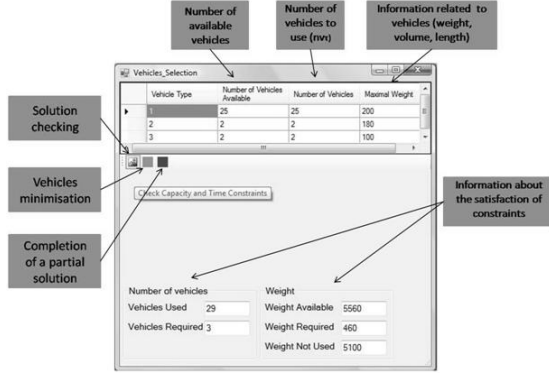 Number of
available
vehicles
Number of
vehicles to
use (nvt)
Information related to
vehicles (weight,
volume, length)
Vehicles_Selection
Vehicle Type
Number of Vehicles
Available
Number of Vehicles
Maximal Weight
1 25 25 200
2 2 2 180
3 2 2 100
Solution
checking
Vehicles
minimisation
Completion
of a partial
solution
Check Capacity and Time Constraints
Information about
the satisfaction of
constraints
Number of vehicles
Vehicles Used 29
Vehicles Required 3
Weight
Weight Available 5560
Weight Required 460
Weight Not Used 5100